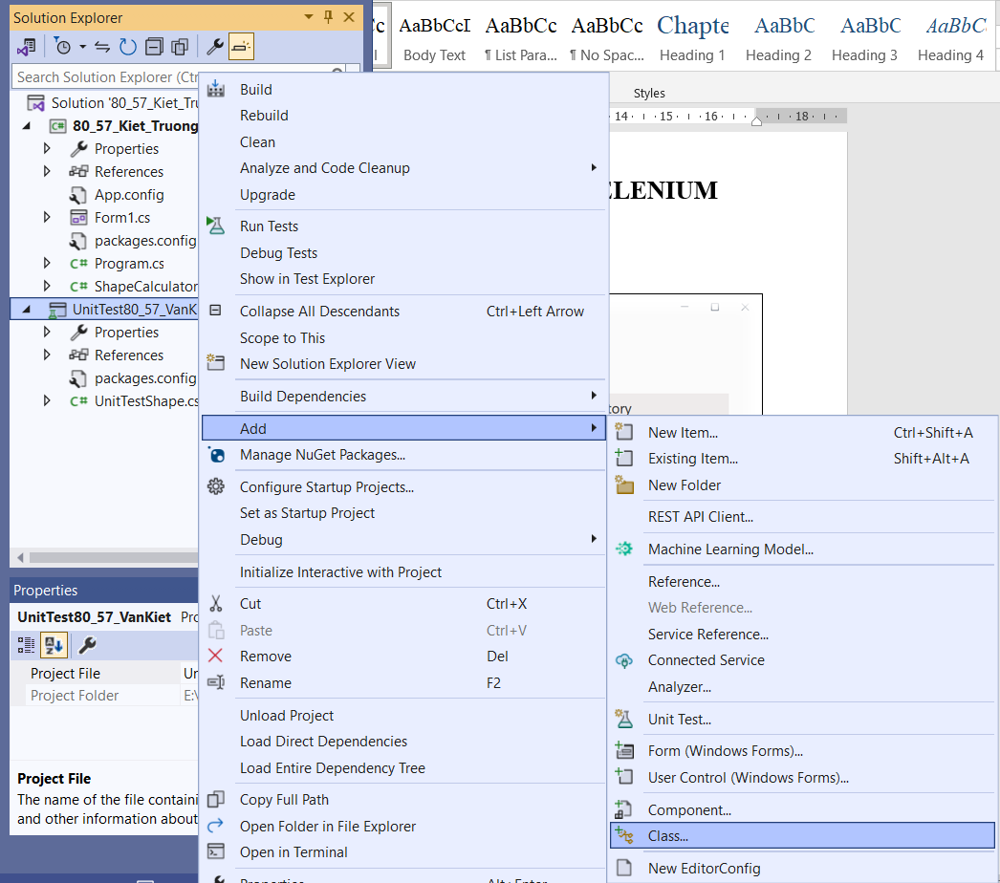 Solution Explorer
Search Solution Explorer (Ctr
Solution '80_57_Kiet_Tru
80_57_Kiet_Truong
Properties
References
App.config
Form1.cs
packages.config
C# Program.cs
C# ShapeCalculator
UnitTest80_57_VanK
Properties
References
packages.config
C# UnitTestShape.cs
Properties
UnitTest80_57_VanKiet Pro
Project File Un
Project Folder E:\
Project File
The name of the file containi
and other information about
AaBbCcI AaBbCc AaBbCc Chapte AaBbC AaBbC AaBbC
Body Text ¶ List Para... ¶ No Spac... Heading 1 Heading 2 Heading 3 Heading 4
Styles
14 15 16 18
ELENIUM
tory
Build
Rebuild
Clean
Analyze and Code Cleanup
Upgrade
Run Tests
Debug Tests
Show in Test Explorer
Collapse All Descendants Ctrl+Left Arrow
Scope to This
New Solution Explorer View
Build Dependencies
Add
Manage NuGet Packages...
Configure Startup Projects...
Set as Startup Project
Debug
Initialize Interactive with Project
Cut Ctrl+X
Paste Ctrl+V
Remove Del
Rename F2
Unload Project
Load Direct Dependencies
Load Entire Dependency Tree
Copy Full Path
Open Folder in File Explorer
Open in Terminal
Properties Alt+Enter
New Item... Ctrl+Shift+A
Existing Item... Shift+Alt+A
New Folder
REST API Client...
Machine Learning Model...
Reference...
Web Reference...
Service Reference...
Connected Service
Analyzer...
Unit Test...
Form (Windows Forms)...
User Control (Windows Forms)...
Component...
Class...
New EditorConfig